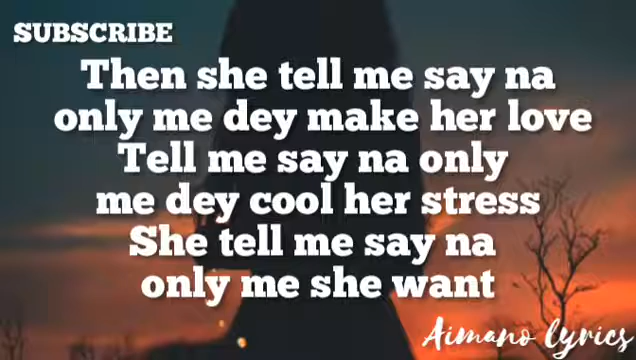 SUBSCRIBE
Then she tell me say na
only me dey make her love
Tell me say na only
me dey cool her stress
She tell me say na
only me she want
Aimano lyrics